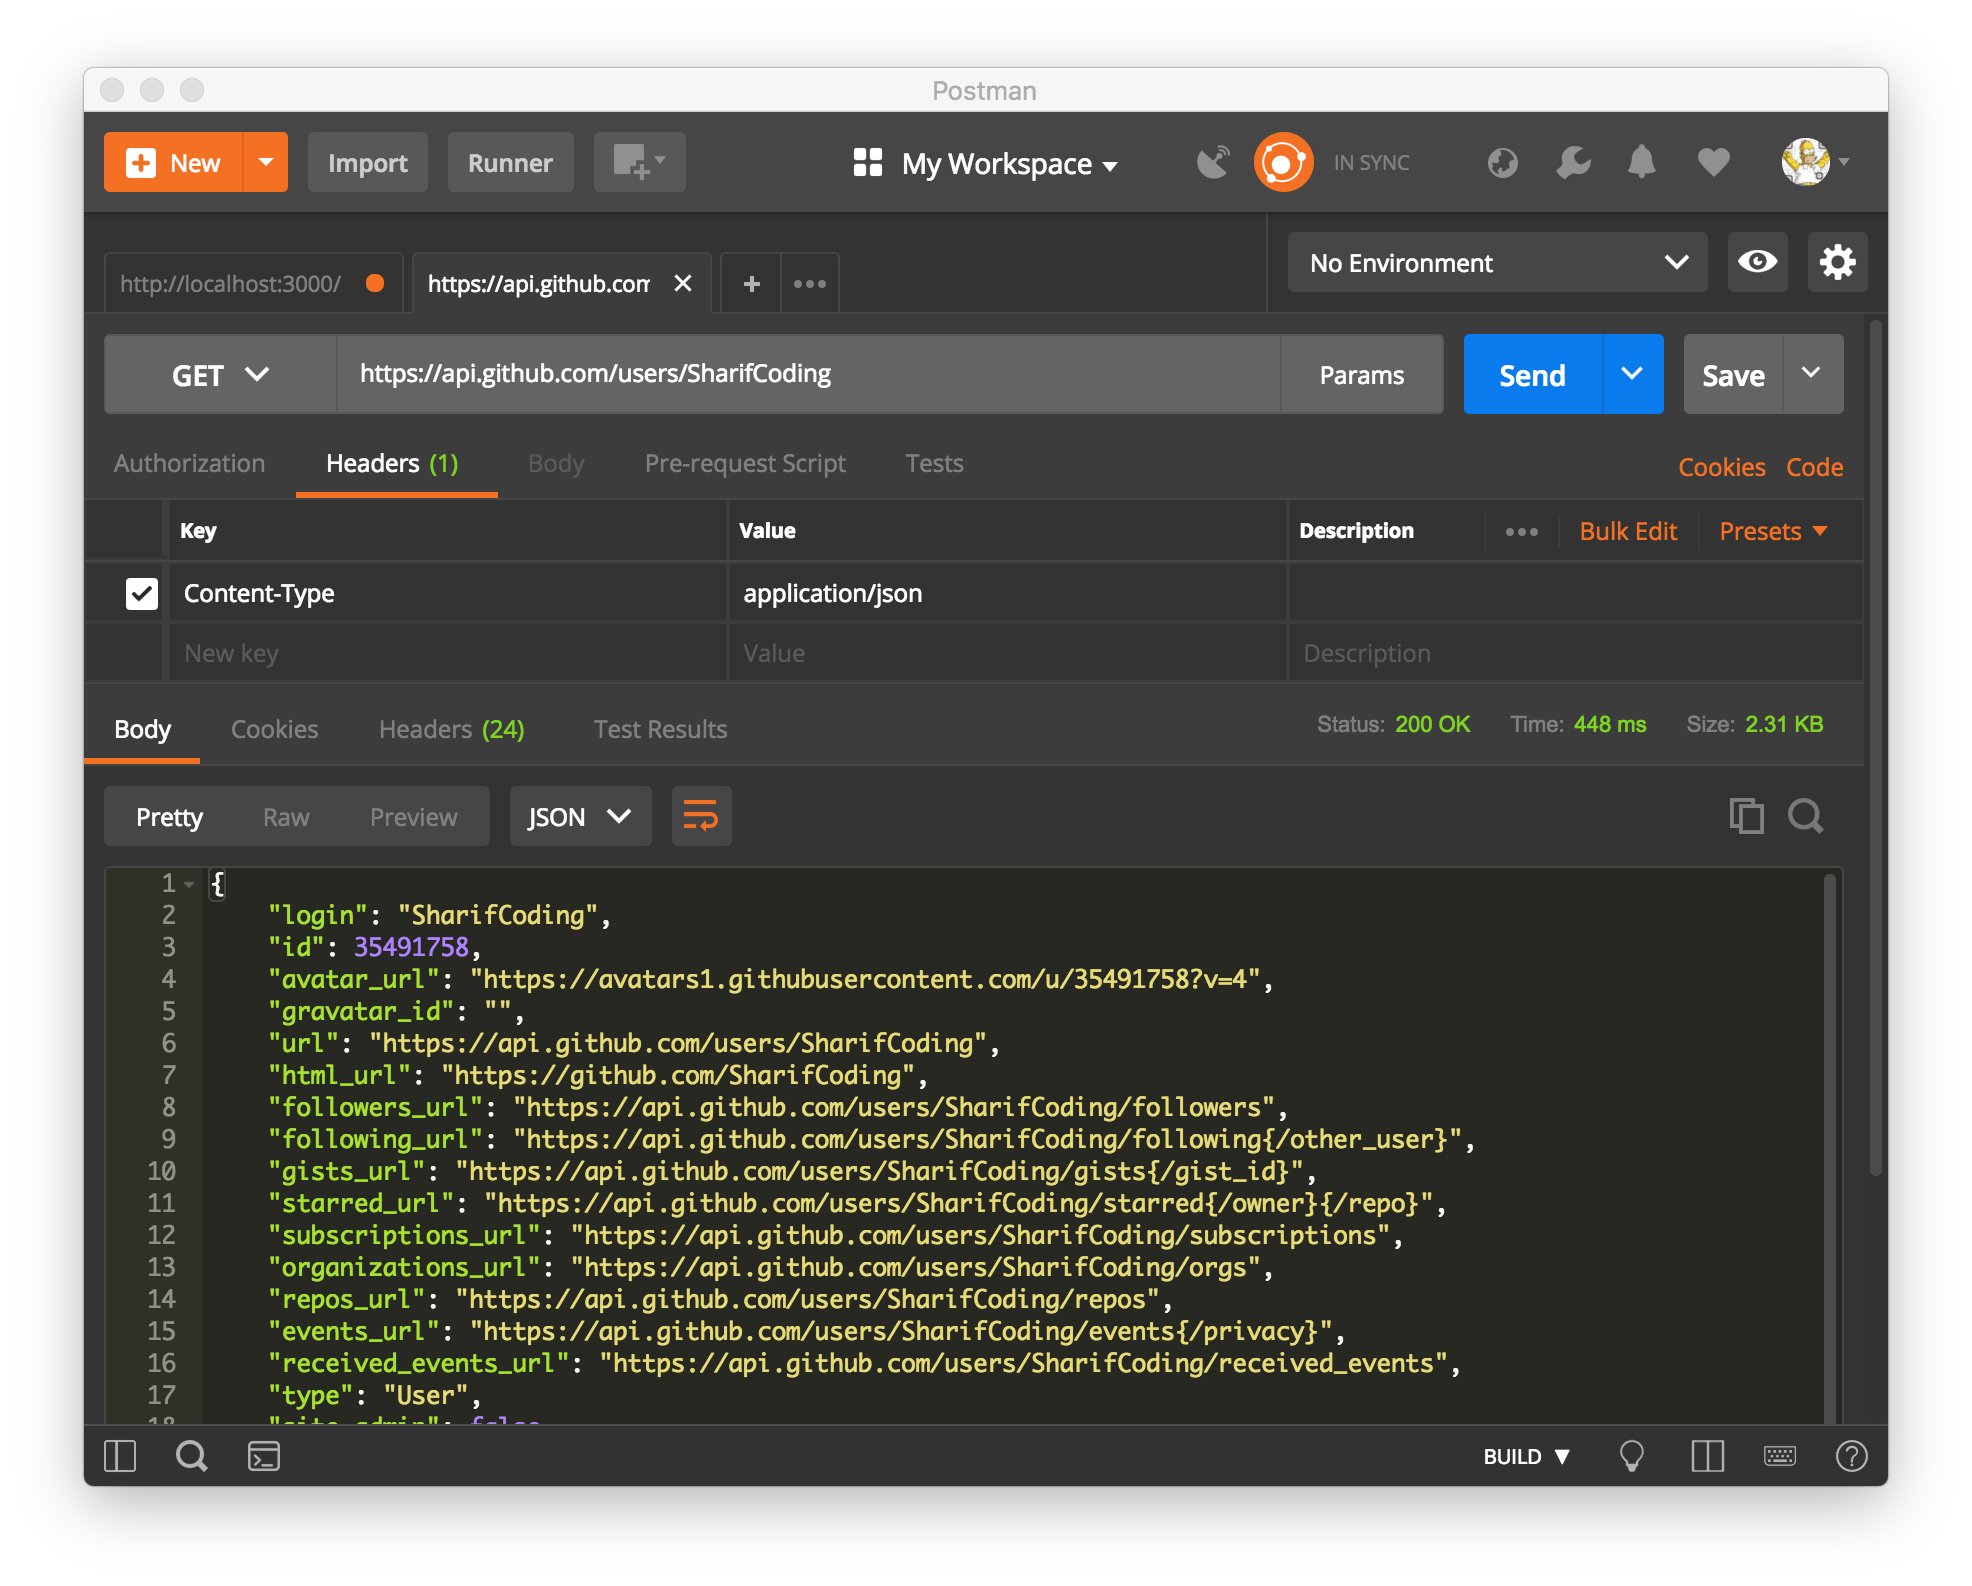 Postman
New
Import
Runner
My Workspace
IN SYNC
http://localhost:3000/
https://api.github.com
No Environment
GET
https://api.github.com/users/SharifCoding
Params
Send
Save
Authorization
Headers (1)
Body
Pre-request Script
Tests
Cookies
Code
Key
Value
Description
Bulk Edit
Presets
Content-Type
application/json
New key
Value
Description
Body
Cookies
Headers (24)
Test Results
Status: 200 OK
Time: 448 ms
Size: 2.31 KB
Pretty
Raw
Preview
JSON
1 {
2 "login": "SharifCoding",
3 "id": 35491758,
4 "avatar_url": "https://avatars1.githubusercontent.com/u/35491758?v=4",
5 "gravatar_id": "",
6 "url": "https://api.github.com/users/SharifCoding",
7 "html_url": "https://github.com/SharifCoding",
8 "followers_url": "https://api.github.com/users/SharifCoding/followers",
9 "following_url": "https://api.github.com/users/SharifCoding/following{/other_user}",
10 "gists_url": "https://api.github.com/users/SharifCoding/gists{/gist_id}",
11 "starred_url": "https://api.github.com/users/SharifCoding/starred{/owner}{/repo}",
12 "subscriptions_url": "https://api.github.com/users/SharifCoding/subscriptions",
13 "organizations_url": "https://api.github.com/users/SharifCoding/orgs",
14 "repos_url": "https://api.github.com/users/SharifCoding/repos",
15 "events_url": "https://api.github.com/users/SharifCoding/events{/privacy}",
16 "received_events_url": "https://api.github.com/users/SharifCoding/received_events",
17 "type": "User",
18 "site_admin": false
BUILD